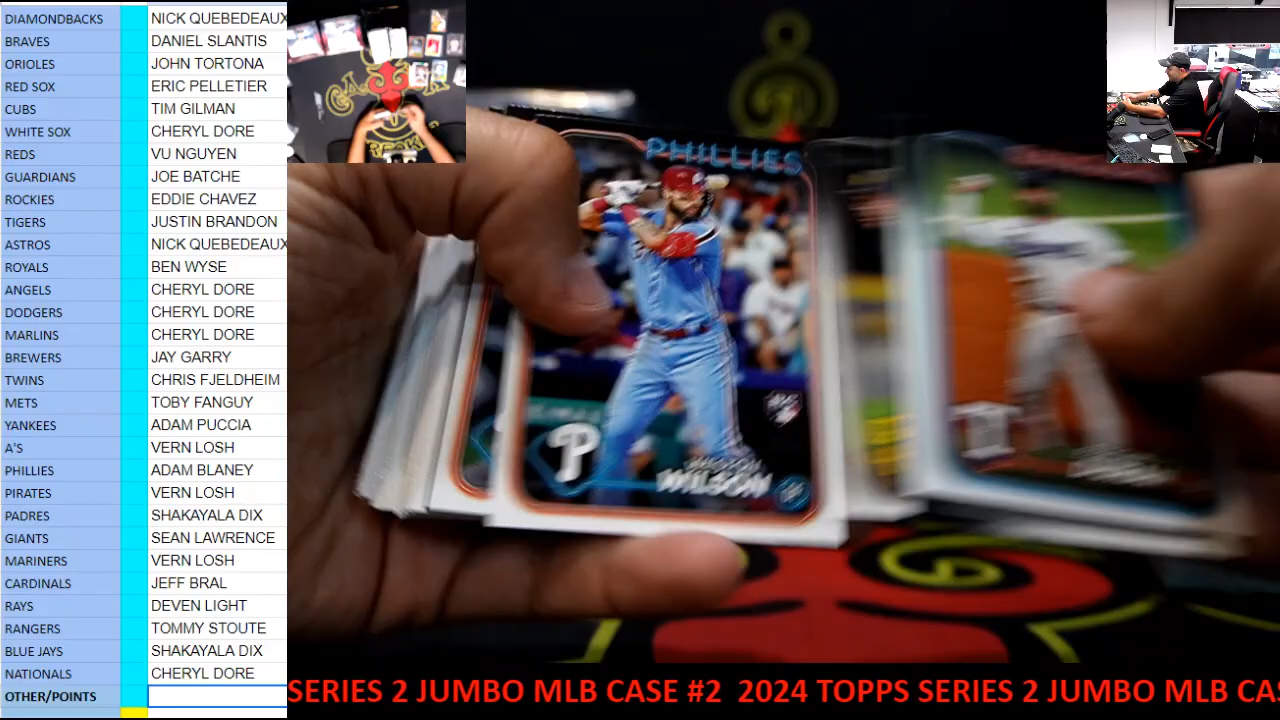 DIAMONDBACKS NICK QUEBEDEAUX
BRAVES DANIEL SLANTIS
ORIOLES JOHN TORTONA
RED SOX ERIC PELLETIER
CUBS TIM GILMAN
WHITE SOX CHERYL DORE
REDS VU NGUYEN
GUARDIANS JOE BATCHE
ROCKIES EDDIE CHAVEZ
TIGERS JUSTIN BRANDON
ASTROS NICK QUEBEDEAUX
ROYALS BEN WYSE
ANGELS CHERYL DORE
DODGERS CHERYL DORE
MARLINS CHERYL DORE
BREWERS JAY GARRY
TWINS CHRIS FJELDHEIM
METS TOBY FANGUY
YANKEES ADAM PUCCIA
A'S VERN LOSH
PHILLIES ADAM BLANEY
PIRATES VERN LOSH
PADRES SHAKAYALA DIX
GIANTS SEAN LAWRENCE
MARINERS VERN LOSH
CARDINALS JEFF BRAL
RAYS DEVEN LIGHT
RANGERS TOMMY STOUTE
BLUE JAYS SHAKAYALA DIX
NATIONALS CHERYL DORE
OTHER/POINTS
PHILLIES
P
WILSON
SERIES 2 JUMBO MLB CASE #2 2024 TOPPS SERIES 2 JUMBO MLB CA